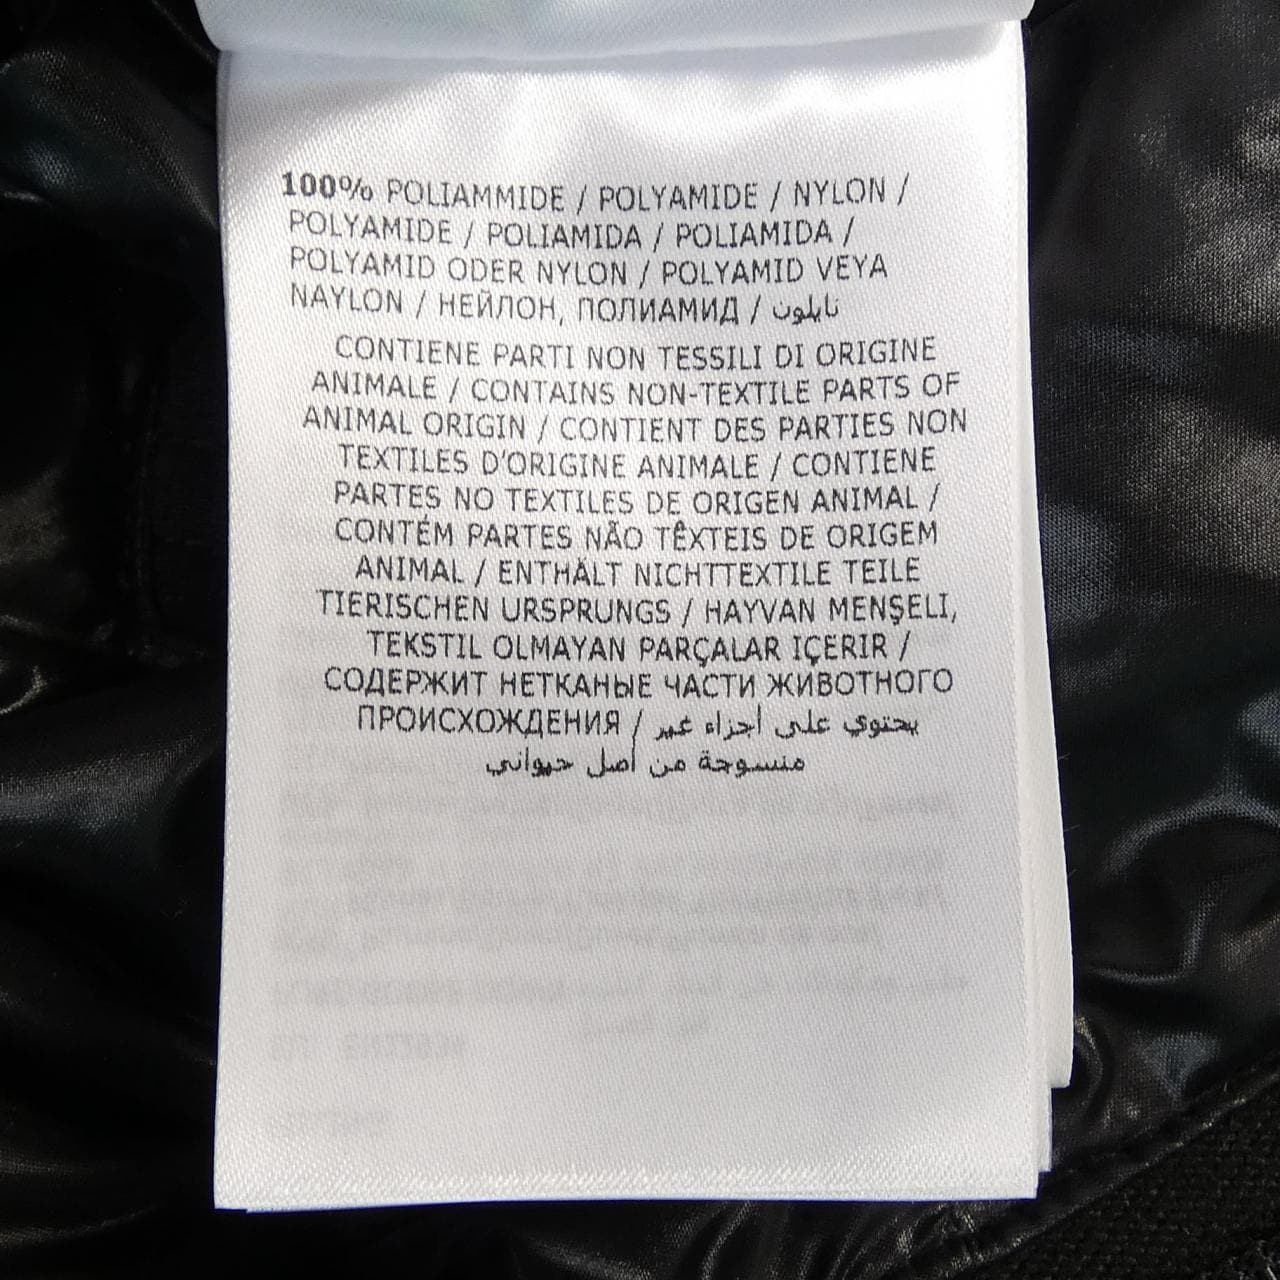 100% POLIAMMIDE / POLYAMIDE / NYLON /
POLYAMIDE / POLIAMIDA / POLIAMIDA /
POLYAMID ODER NYLON / POLYAMID VEYA
NAYLON / НЕЙЛОН, ПОЛИАМИД / نايلون
CONTIENE PARTI NON TESSILI DI ORIGINE
ANIMALE / CONTAINS NON-TEXTILE PARTS OF
ANIMAL ORIGIN / CONTIENT DES PARTIES NON
TEXTILES D'ORIGINE ANIMALE / CONTIENE
PARTES NO TEXTILES DE ORIGEN ANIMAL /
CONTÉM PARTES NÃO TÊXTEIS DE ORIGEM
ANIMAL / ENTHÄLT NICHTTEXTILE TEILE
TIERISCHEN URSPRUNGS / HAYVAN MENŞELİ,
TEKSTIL OLMAYAN PARÇALAR IÇERIR /
СОДЕРЖИТ НЕТКАНЫЕ ЧАСТИ ЖИВОТНОГО
ПРОИСХОЖДЕНИЯ / يحتوي على أجزاء غير
منسوجة من أصل حيواني